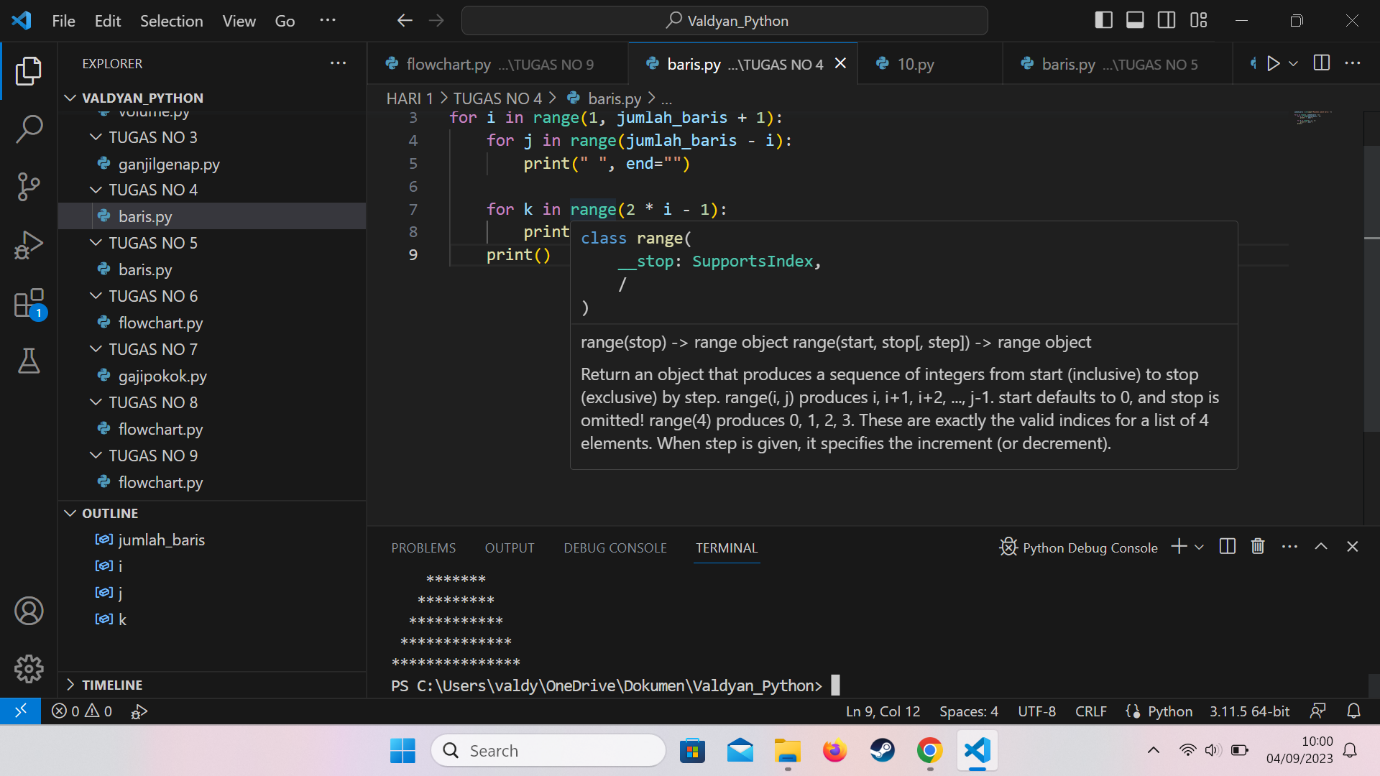 File Edit Selection View Go ··· Valdyan_Python
EXPLORER ···
VALDYAN_PYTHON
volume.py
TUGAS NO 3
ganjilgenap.py
TUGAS NO 4
baris.py
TUGAS NO 5
baris.py
TUGAS NO 6
flowchart.py
TUGAS NO 7
gajipokok.py
TUGAS NO 8
flowchart.py
TUGAS NO 9
flowchart.py
OUTLINE
jumlah_baris
i
j
k
TIMELINE
flowchart.py ...\TUGAS NO 9 baris.py ...\TUGAS NO 4 10.py baris.py ...\TUGAS NO 5 ···
HARI 1 > TUGAS NO 4 > baris.py > ...
3 for i in range(1, jumlah_baris + 1):
4 for j in range(jumlah_baris - i):
5 print(" ", end="")
6
7 for k in range(2 * i - 1):
8 print
9 print()
class range(
__stop: SupportsIndex,
/
)
range(stop) -> range object range(start, stop[, step]) -> range object
Return an object that produces a sequence of integers from start (inclusive) to stop
(exclusive) by step. range(i, j) produces i, i+1, i+2, ..., j-1. start defaults to 0, and stop is
omitted! range(4) produces 0, 1, 2, 3. These are exactly the valid indices for a list of 4
elements. When step is given, it specifies the increment (or decrement).
PROBLEMS OUTPUT DEBUG CONSOLE TERMINAL Python Debug Console ···
*******
*********
***********
*************
***************
PS C:\Users\valdy\OneDrive\Dokumen\Valdyan_Python>
1
0 0 Ln 9, Col 12 Spaces: 4 UTF-8 CRLF Python 3.11.5 64-bit
Search
10:00
04/09/2023